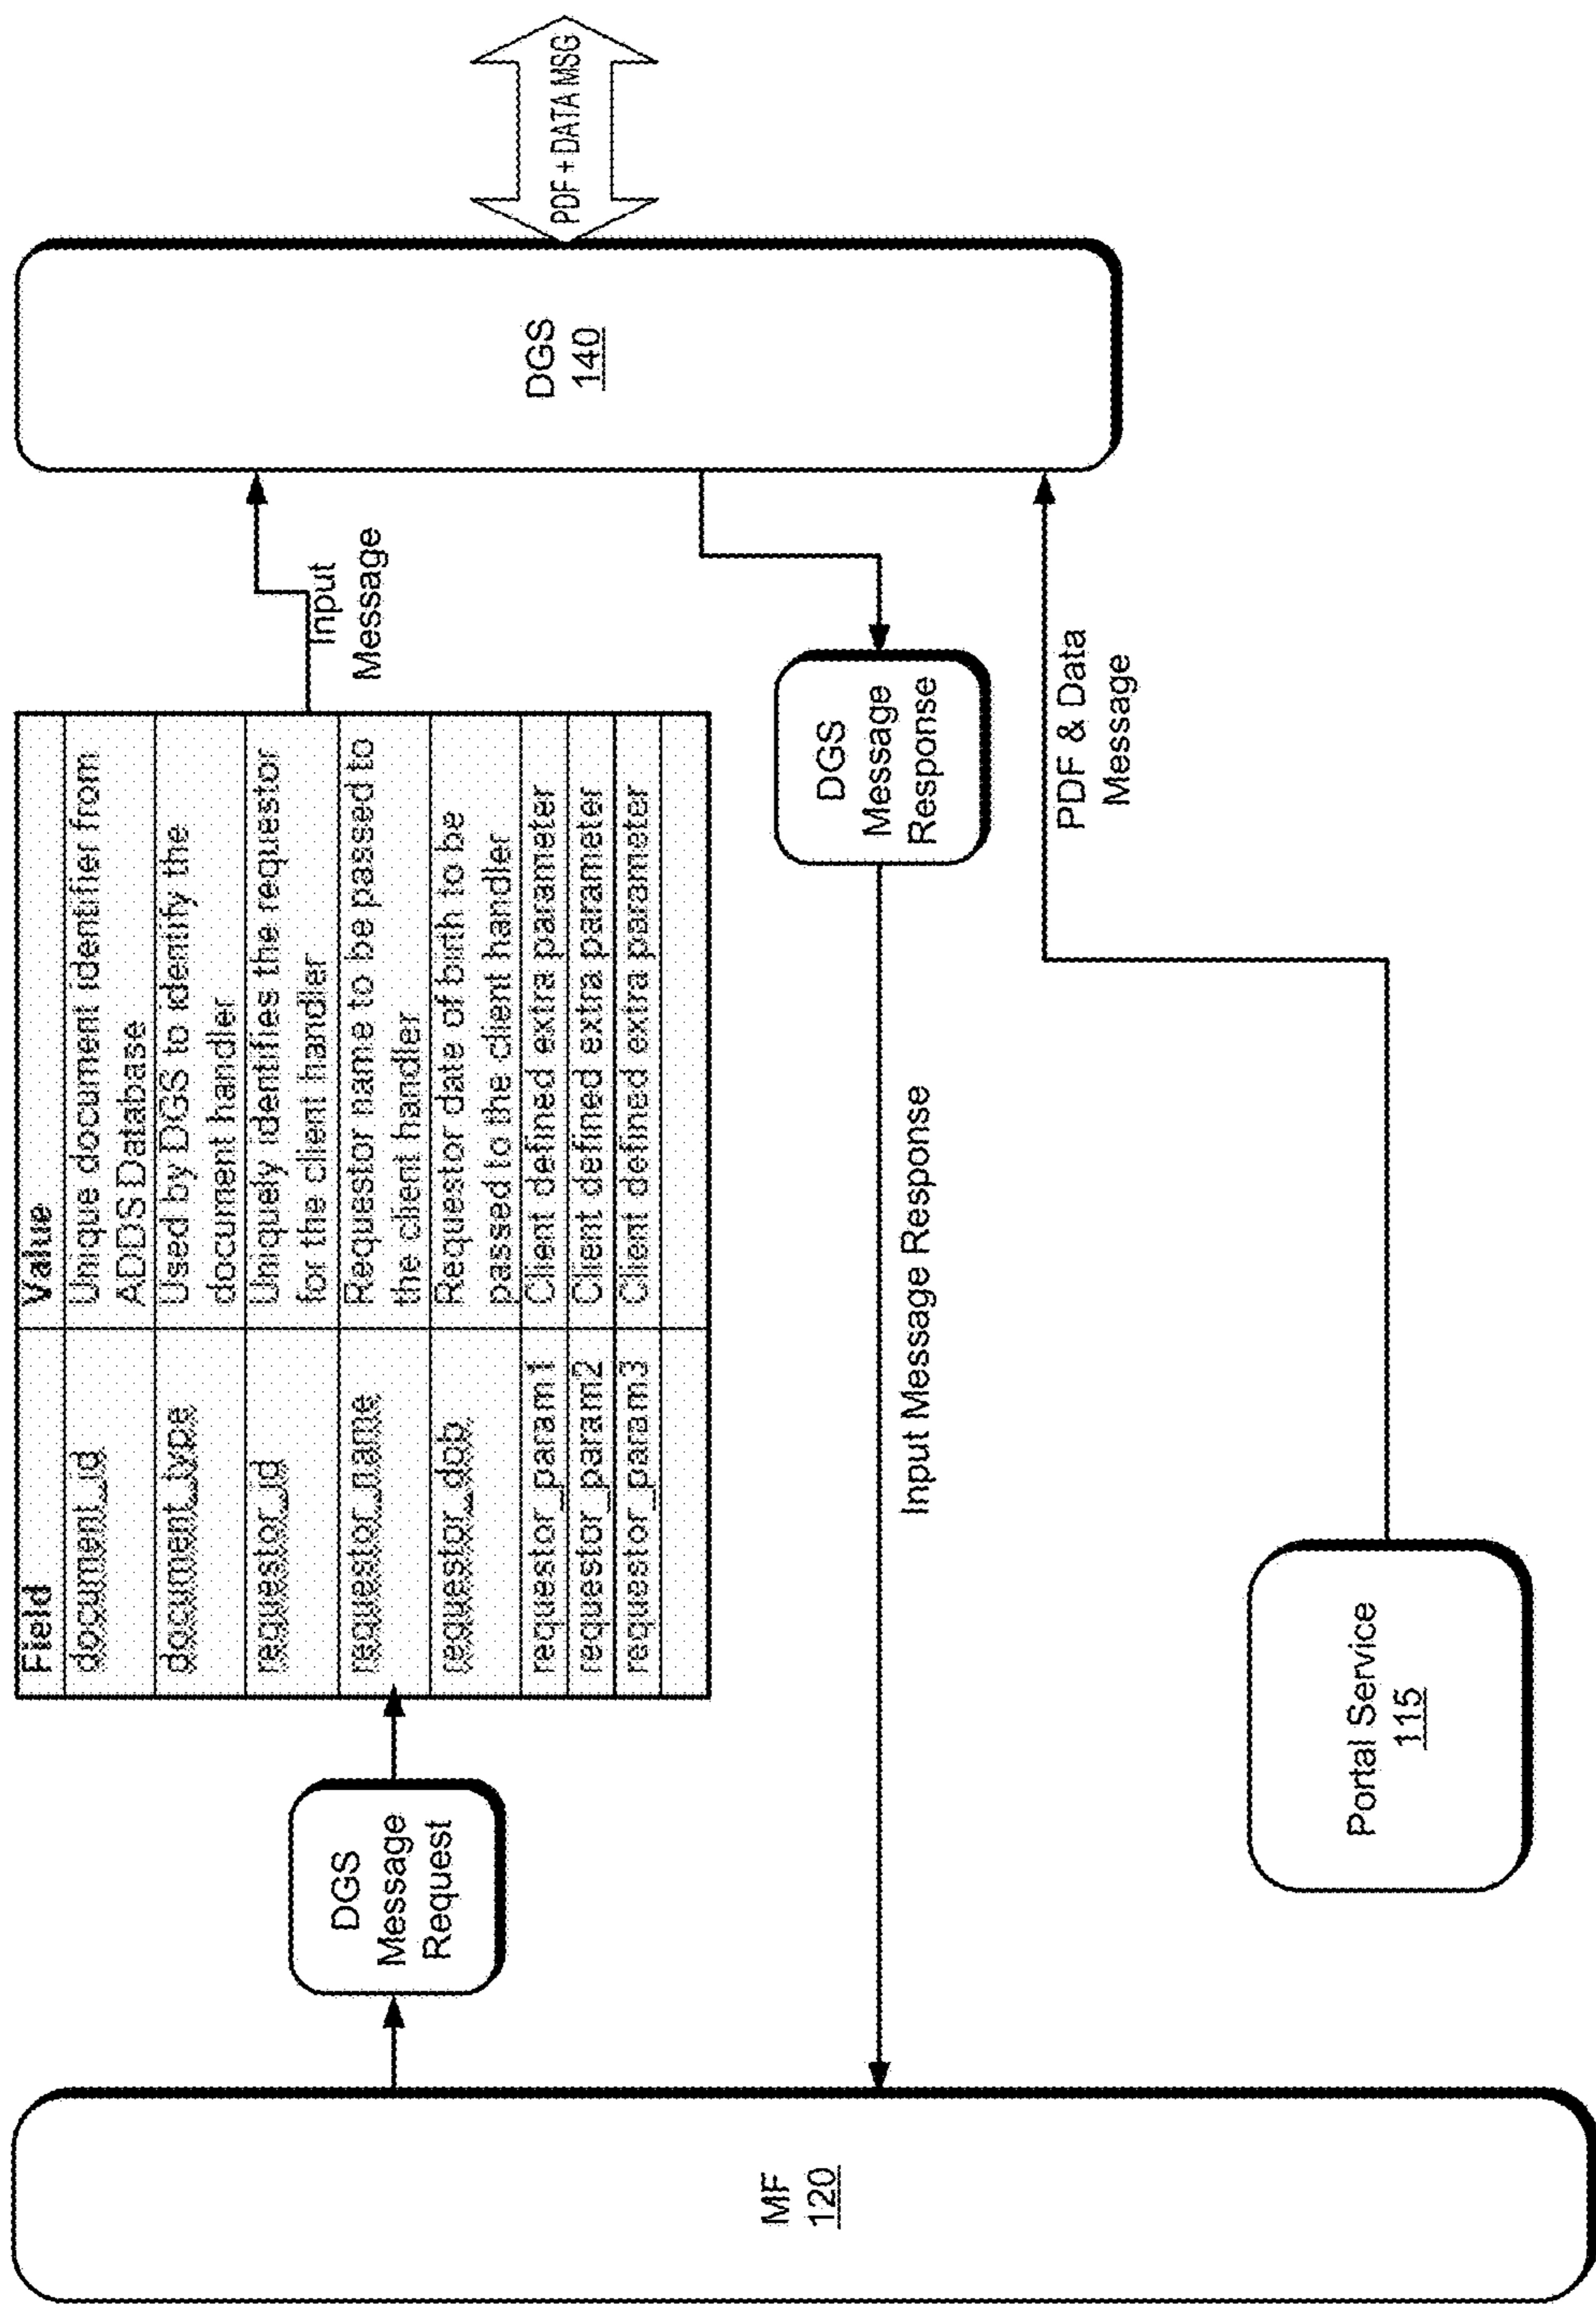 MF
120
DGS
Message
Request
Field
Value
document_id
Unique document identifier from
ADDS Database
document_type
Used by DGS to identify the
document handler
requestor_id
Uniquely identifies the requestor
for the client handler
requestor_name
Requestor name to be passed to
the client handler
requestor_dob
Requestor date of birth to be
passed to the client handler
requestor_param1
Client defined extra parameter
requestor_param2
Client defined extra parameter
requestor_param3
Client defined extra parameter
Input
Message
DGS
140
PDF + DATA MSG
DGS
Message
Response
Input Message Response
PDF & Data
Message
Portal Service
115